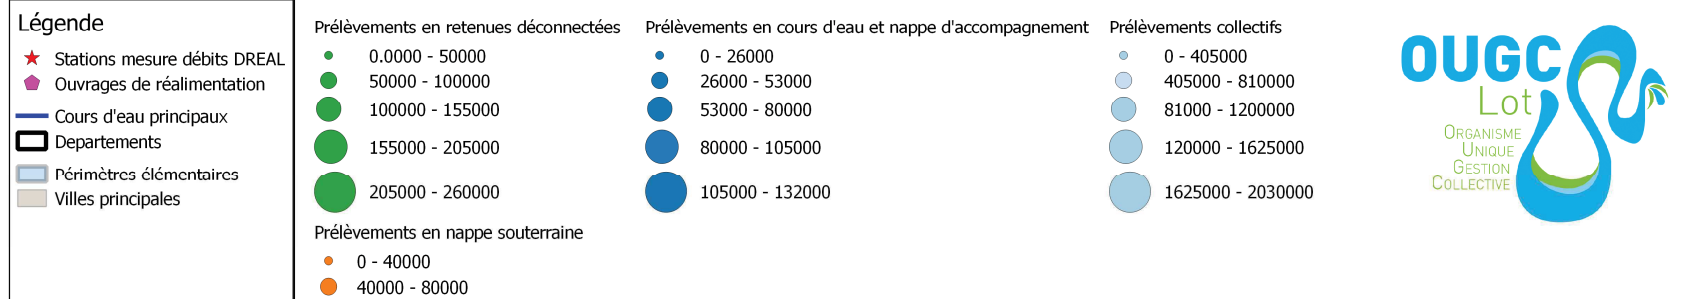 Légende
Stations mesure débits DREAL
Ouvrages de réalimentation
Cours d'eau principaux
Departements
Périmètres élémentaires
Villes principales
Prélèvements en retenues déconnectées
0.0000 - 50000
50000 - 100000
100000 - 155000
155000 - 205000
205000 - 260000
Prélèvements en nappe souterraine
0 - 40000
40000 - 80000
Prélèvements en cours d'eau et nappe d'accompagnement
0 - 26000
26000 - 53000
53000 - 80000
80000 - 105000
105000 - 132000
Prélèvements collectifs
0 - 405000
405000 - 810000
81000 - 1200000
120000 - 1625000
1625000 - 2030000
OUGC
Lot
ORGANISME
UNIQUE
GESTION
COLLECTIVE